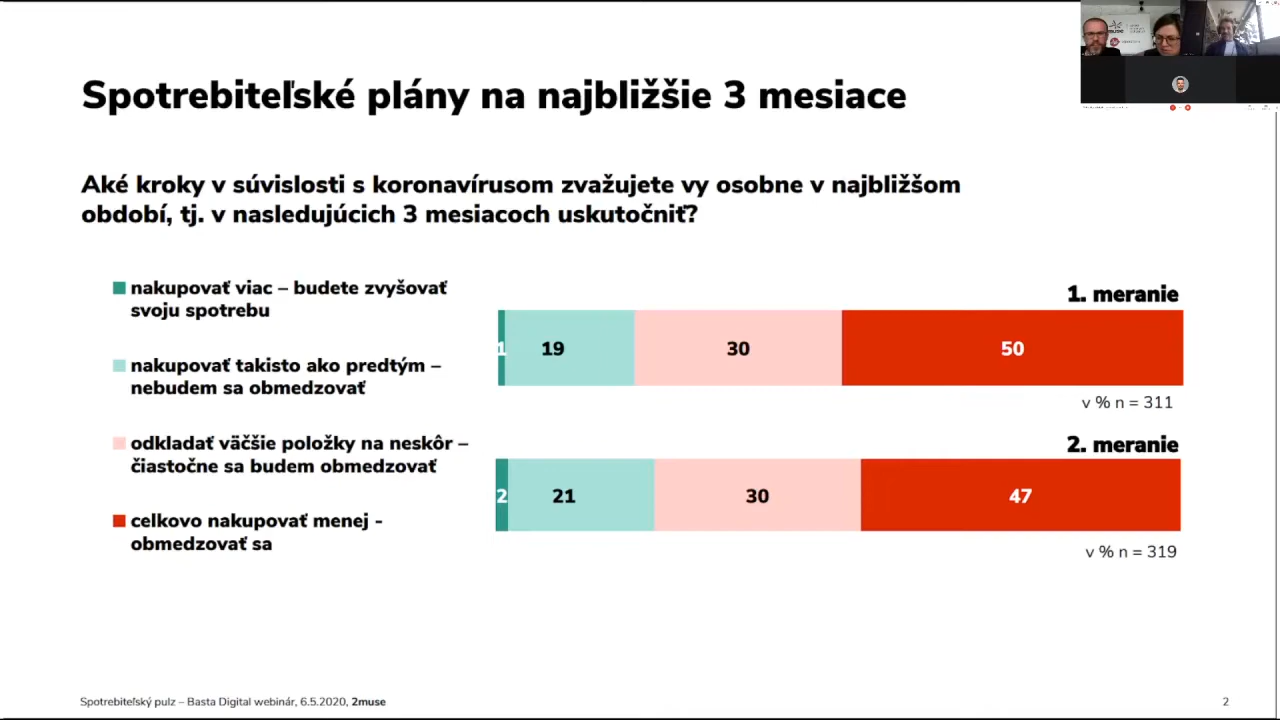 Spotrebiteľské plány na najbližšie 3 mesiace
Aké kroky v súvislosti s koronavírusom zvažujete vy osobne v najbližšom
období, tj. v nasledujúcich 3 mesiacoch uskutočniť?
nakupovať viac – budete zvyšovať
svoju spotrebu
nakupovať takisto ako predtým –
nebudem sa obmedzovať
odkladať väčšie položky na neskôr –
čiastočne sa budem obmedzovať
celkovo nakupovať menej -
obmedzovať sa
1. meranie
1 19 30 50
v % n = 311
2. meranie
2 21 30 47
v % n = 319
Spotrebiteľský pulz – Basta Digital webinár, 6.5.2020, 2muse
2